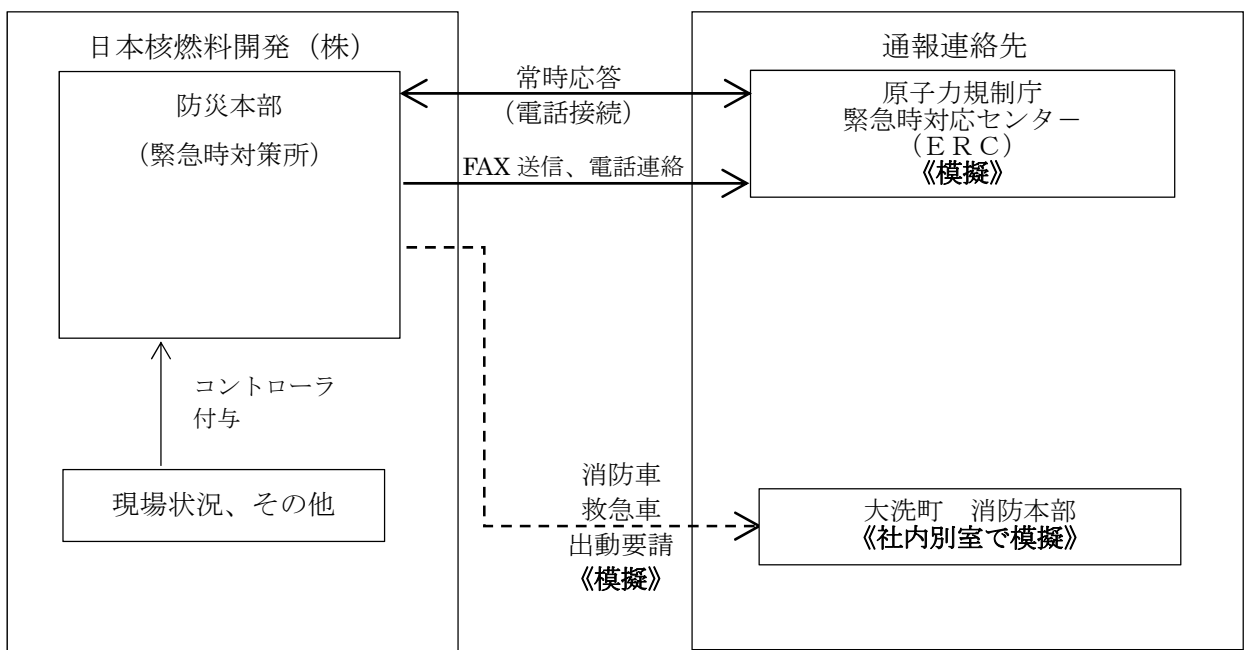 日本核燃料開発（株）
防災本部
（緊急時対策所）
コントローラ
付与
現場状況、その他
常時応答
（電話接続）
FAX 送信、電話連絡
消防車
救急車
出動要請
《模擬》
通報連絡先
原子力規制庁
緊急時対応センター
（ＥＲＣ）
《模擬》
大洗町　消防本部
《社内別室で模擬》